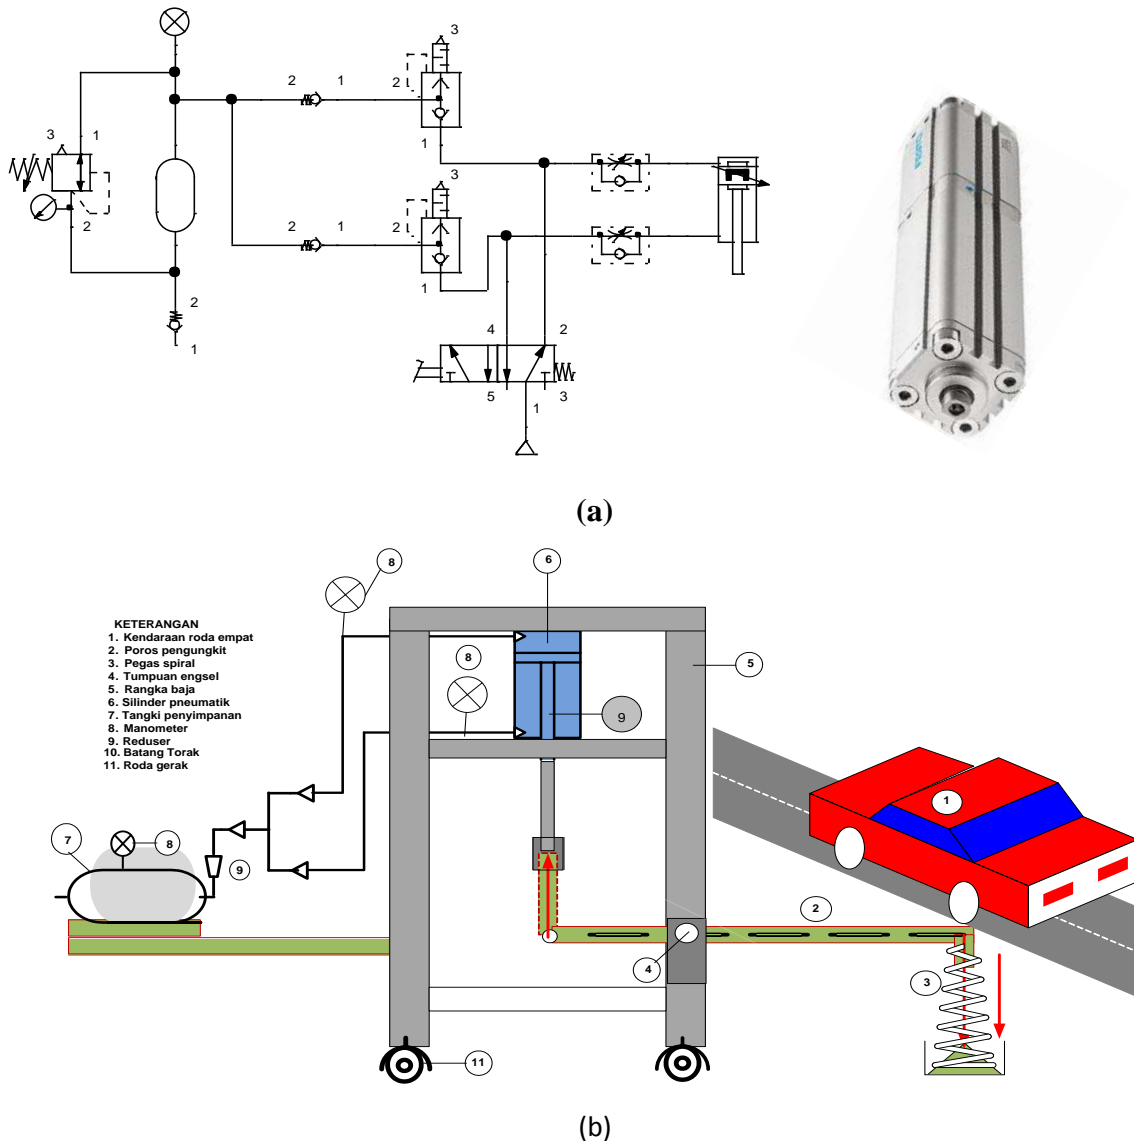 3
2 1 2
3 1
1
3
2
2 1 2
1
2
4 2
1
5 1 3
(a)
6
8
KETERANGAN
1. Kendaraan roda empat
2. Poros pengungkit
3. Pegas spiral
4. Tumpuan engsel
5. Rangka baja
6. Silinder pneumatik
7. Tangki penyimpanan
8. Manometer
9. Reduser
10. Batang Torak
11. Roda gerak
8
5
9
1
7 8
9
2
4
3
11
(b)